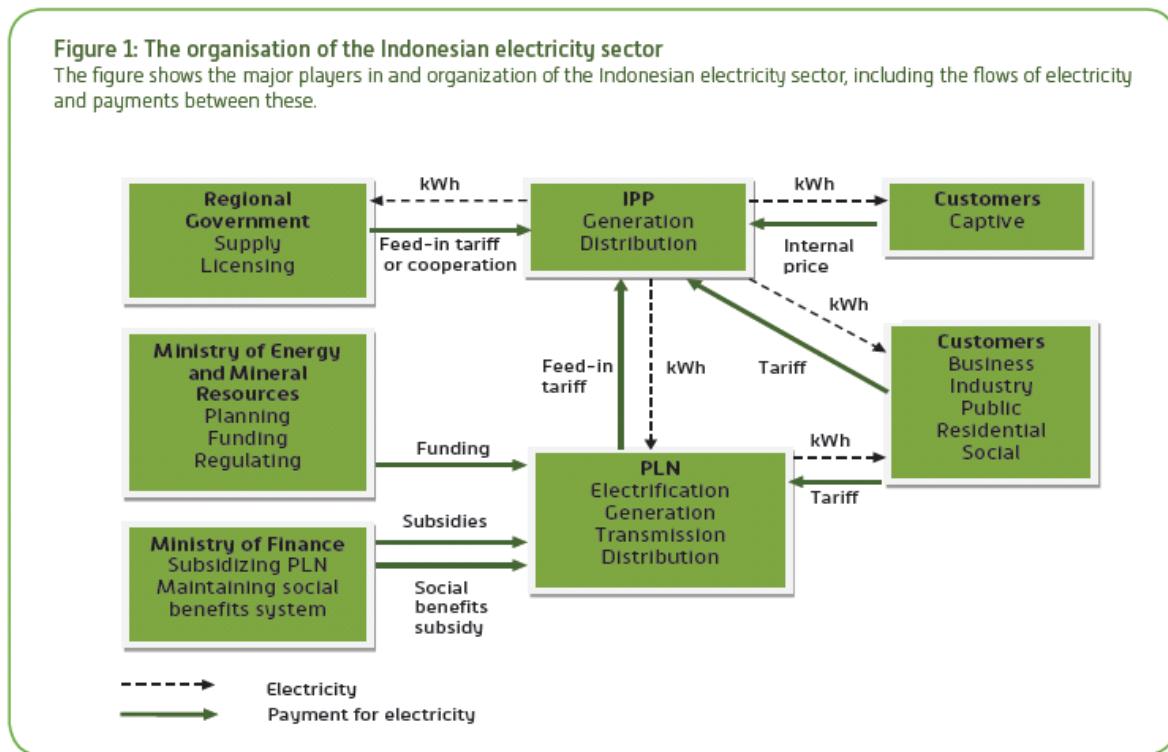 Figure 1: The organisation of the Indonesian electricity sector
The figure shows the major players in and organization of the Indonesian electricity sector, including the flows of electricity
and payments between these.
Regional
Government
Supply
Licensing
kWh
Feed-in tariff
or cooperation
IPP
Generation
Distribution
kWh
Internal
price
Customers
Captive
Ministry of Energy
and Mineral
Resources
Planning
Funding
Regulating
Feed-in
tariff
kWh
Tariff
kWh
Customers
Business
Industry
Public
Residential
Social
Funding
PLN
Electrification
Generation
Transmission
Distribution
kWh
Tariff
Ministry of Finance
Subsidizing PLN
Maintaining social
benefits system
Subsidies
Social
benefits
subsidy
Electricity
Payment for electricity